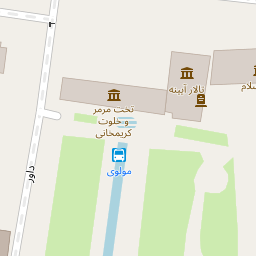 تالار آیینه
سلام
تخت مرمر
و خلوت
کریمخانی
مولوی
داور